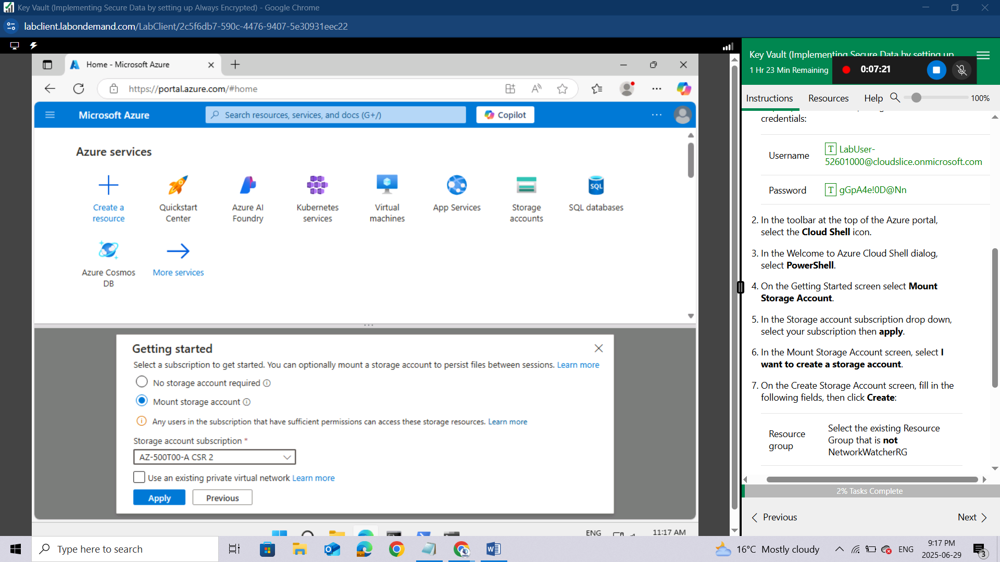 Key Vault (Implementing Secure Data by setting up Always Encrypted) - Google Chrome
labclient.labondemand.com/LabClient/2c5f6db7-590c-4476-9407-5e30931eec22
Home - Microsoft Azure
https://portal.azure.com/#home
Microsoft Azure
Search resources, services, and docs (G+/)
Copilot
Azure services
Create a
resource
Quickstart
Center
Azure AI
Foundry
Kubernetes
services
Virtual
machines
App Services
Storage
accounts
SQL
SQL databases
Azure Cosmos
DB
More services
Getting started
Select a subscription to get started. You can optionally mount a storage account to persist files between sessions. Learn more
No storage account required
Mount storage account
Any users in the subscription that have sufficient permissions can access these storage resources. Learn more
Storage account subscription *
AZ-500T00-A CSR 2
Use an existing private virtual network Learn more
Apply
Previous
ENG
11:17 AM
Key Vault (Implementing Secure Data by setting up
1 Hr 23 Min Remaining
0:07:21
Instructions
Resources
Help
100%
credentials:
Username
T LabUser-
52601000@cloudslice.onmicrosoft.com
Password
T gGpA4e!0D@Nn
2. In the toolbar at the top of the Azure portal,
select the Cloud Shell icon.
3. In the Welcome to Azure Cloud Shell dialog,
select PowerShell.
4. On the Getting Started screen select Mount
Storage Account.
5. In the Storage account subscription drop down,
select your subscription then apply.
6. In the Mount Storage Account screen, select I
want to create a storage account.
7. On the Create Storage Account screen, fill in the
following fields, then click Create:
Resource
group
Select the existing Resource
Group that is not
NetworkWatcherRG
2% Tasks Complete
Previous
Next
Type here to search
16°C Mostly cloudy
ENG
9:17 PM
2025-06-29
3